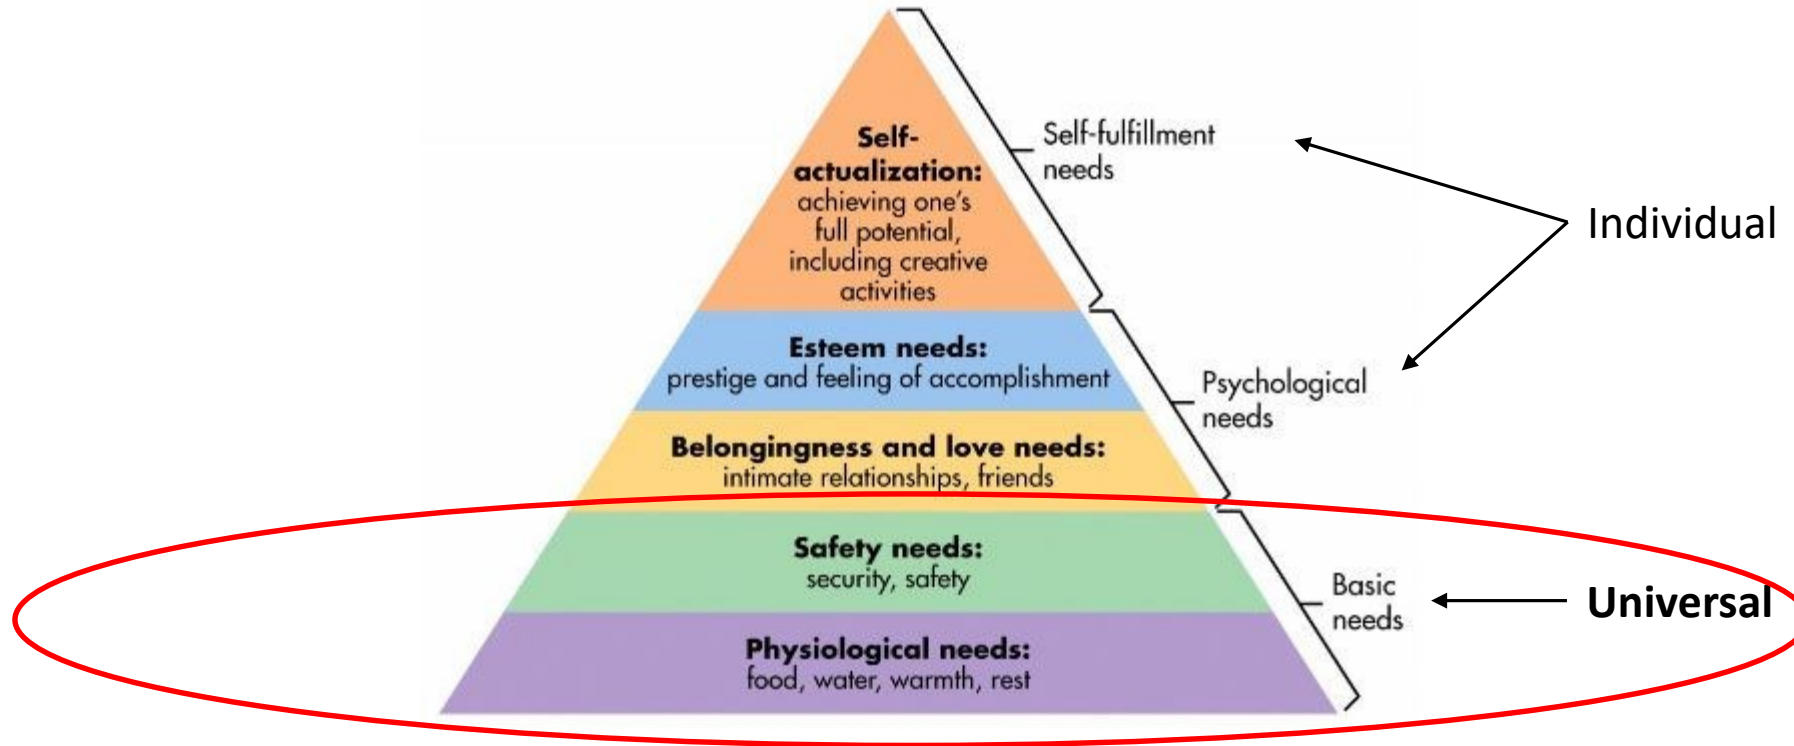 Self-
actualization:
achieving one's
full potential,
including creative
activities
Self-fulfillment
needs
Individual
Esteem needs:
prestige and feeling of accomplishment
Psychological
needs
Belongingness and love needs:
intimate relationships, friends
Safety needs:
security, safety
Basic
needs
Universal
Physiological needs:
food, water, warmth, rest